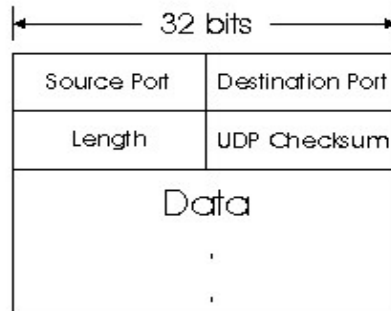 32 bits
Source Port Destination Port
Length UDP Checksum
Data